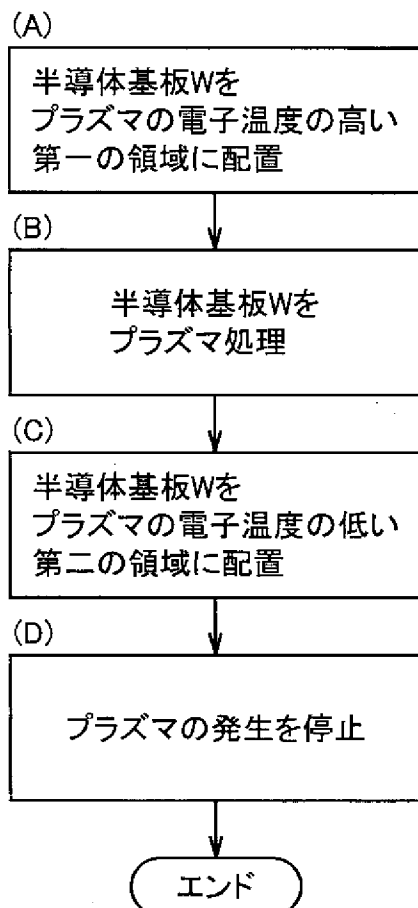 (A)
半導体基板Wを
プラズマの電子温度の高い
第一の領域に配置
(B)
半導体基板Wを
プラズマ処理
(C)
半導体基板Wを
プラズマの電子温度の低い
第二の領域に配置
(D)
プラズマの発生を停止
エンド